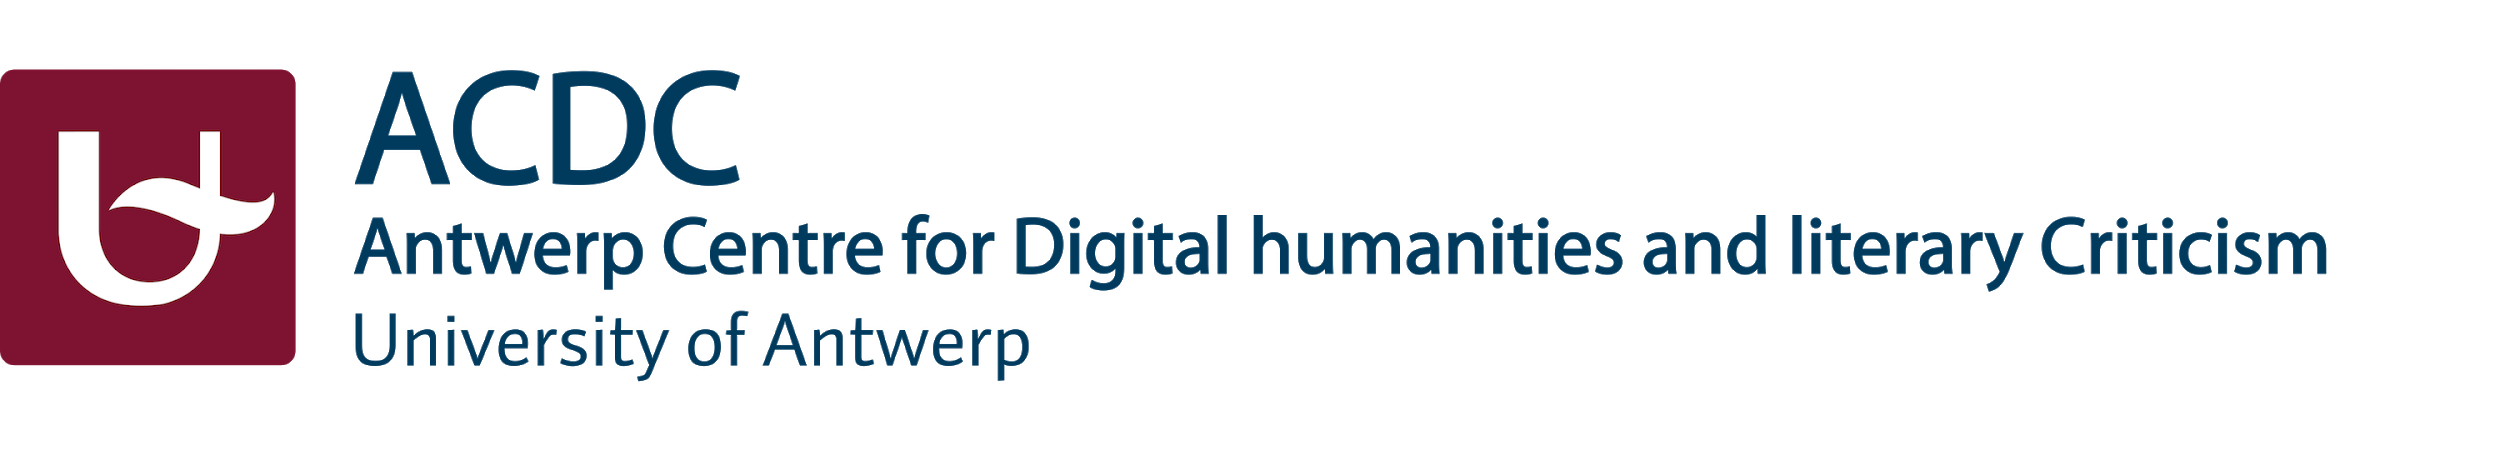 ACDC
Antwerp Centre for Digital humanities and literary Criticism
University of Antwerp